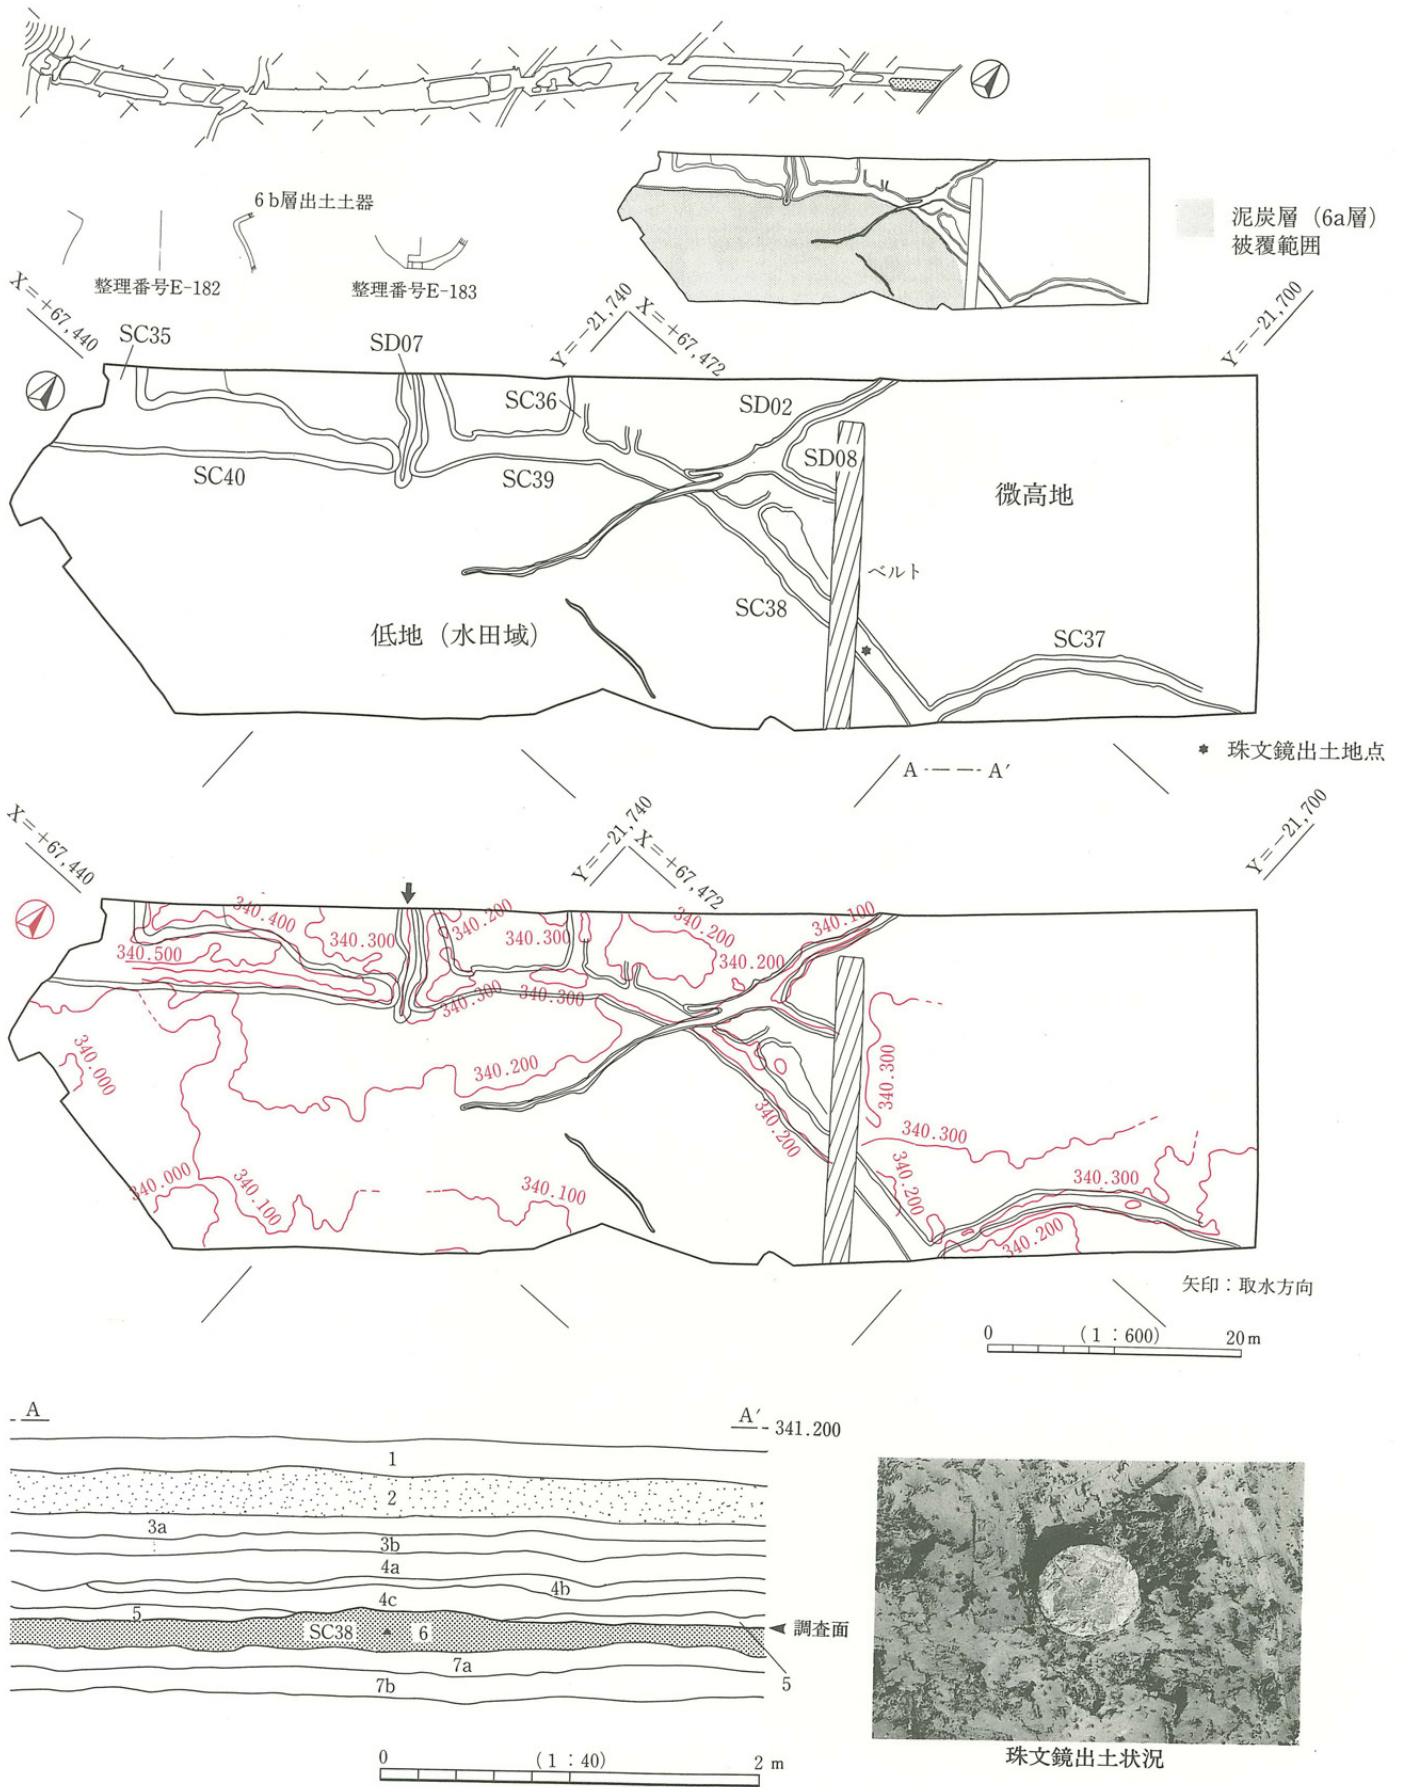 6b層出土土器
整理番号E-182
整理番号E-183
泥炭層（6a層）
被覆範囲
X=+67,440
Y=-21,740
X=+67,472
Y=-21,700
SC35
SD07
SC36
SD02
SD08
SC40
SC39
微高地
ベルト
SC38
低地（水田域）
SC37
A
A′
* 珠文鏡出土地点
X=+67,440
Y=-21,740
X=+67,472
Y=-21,700
340.400
340.300
340.200
340.300
340.200
340.100
340.500
340.200
340.300
340.300
340.000
340.200
340.300
340.200
340.300
340.000
340.100
340.100
340.200
340.300
340.200
矢印：取水方向
0 (1：600) 20m
A
A′
341.200
1
2
3a
3b
4a
4b
4c
5
SC38 6
調査面
7a
7b
5
0 (1：40) 2 m
珠文鏡出土状況